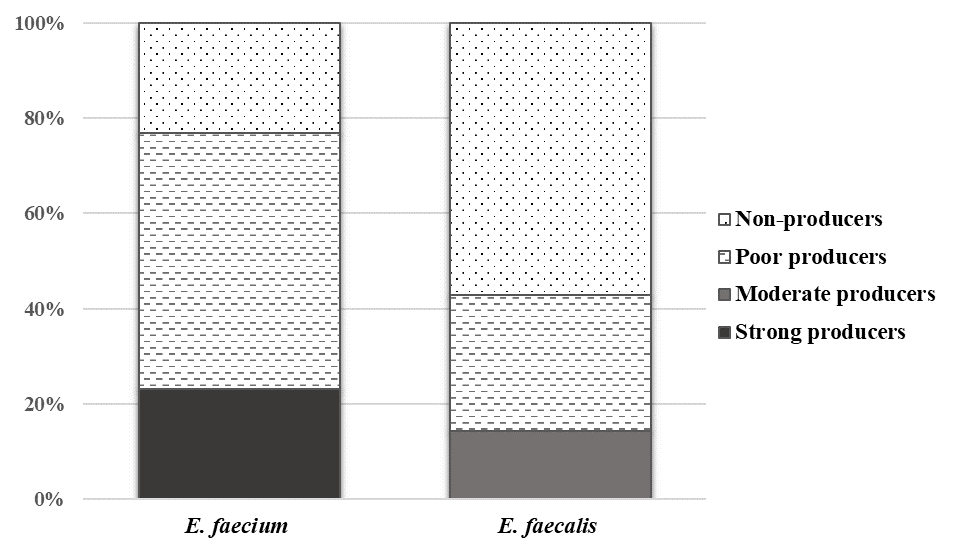 100%
80%
60%
40%
20%
0%
E. faecium
E. faecalis
Non-producers
Poor producers
Moderate producers
Strong producers